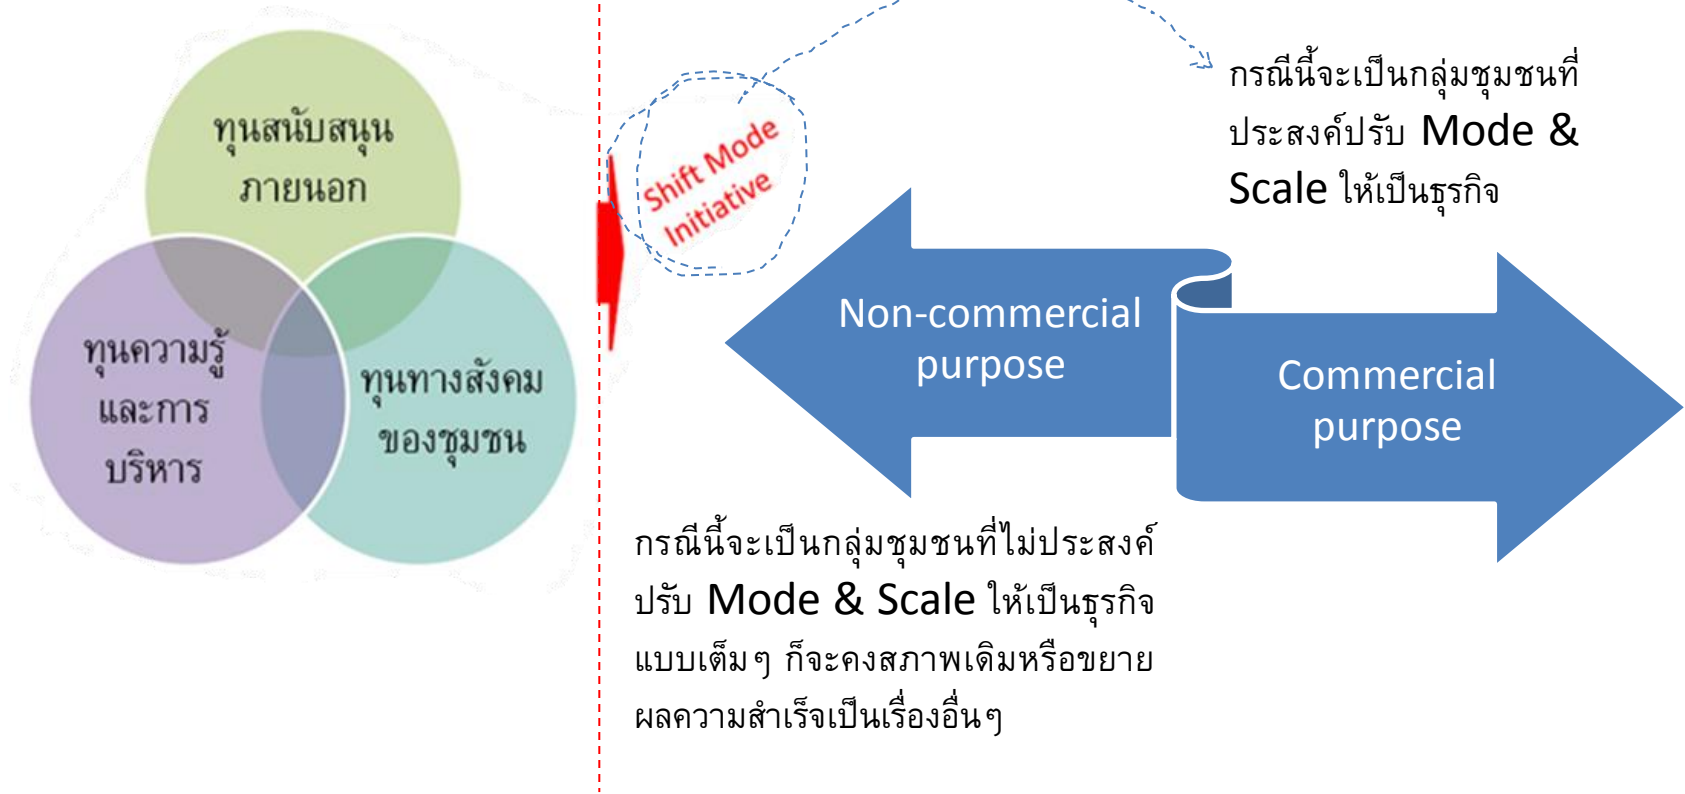 ทุนสนับสนุน
ภายนอก
ทุนความรู้
และการ
บริหาร
ทุนทางสังคม
ของชุมชน
Shift Mode
Initiative
กรณีนี้จะเป็นกลุ่มชุมชนที่
ประสงค์ปรับ Mode &
Scale ให้เป็นธุรกิจ
Non-commercial
purpose
Commercial
purpose
กรณีนี้จะเป็นกลุ่มชุมชนที่ไม่ประสงค์
ปรับ Mode & Scale ให้เป็นธุรกิจ
แบบเต็มๆ ก็จะคงสภาพเดิมหรือขยาย
ผลความสำเร็จเป็นเรื่องอื่นๆ